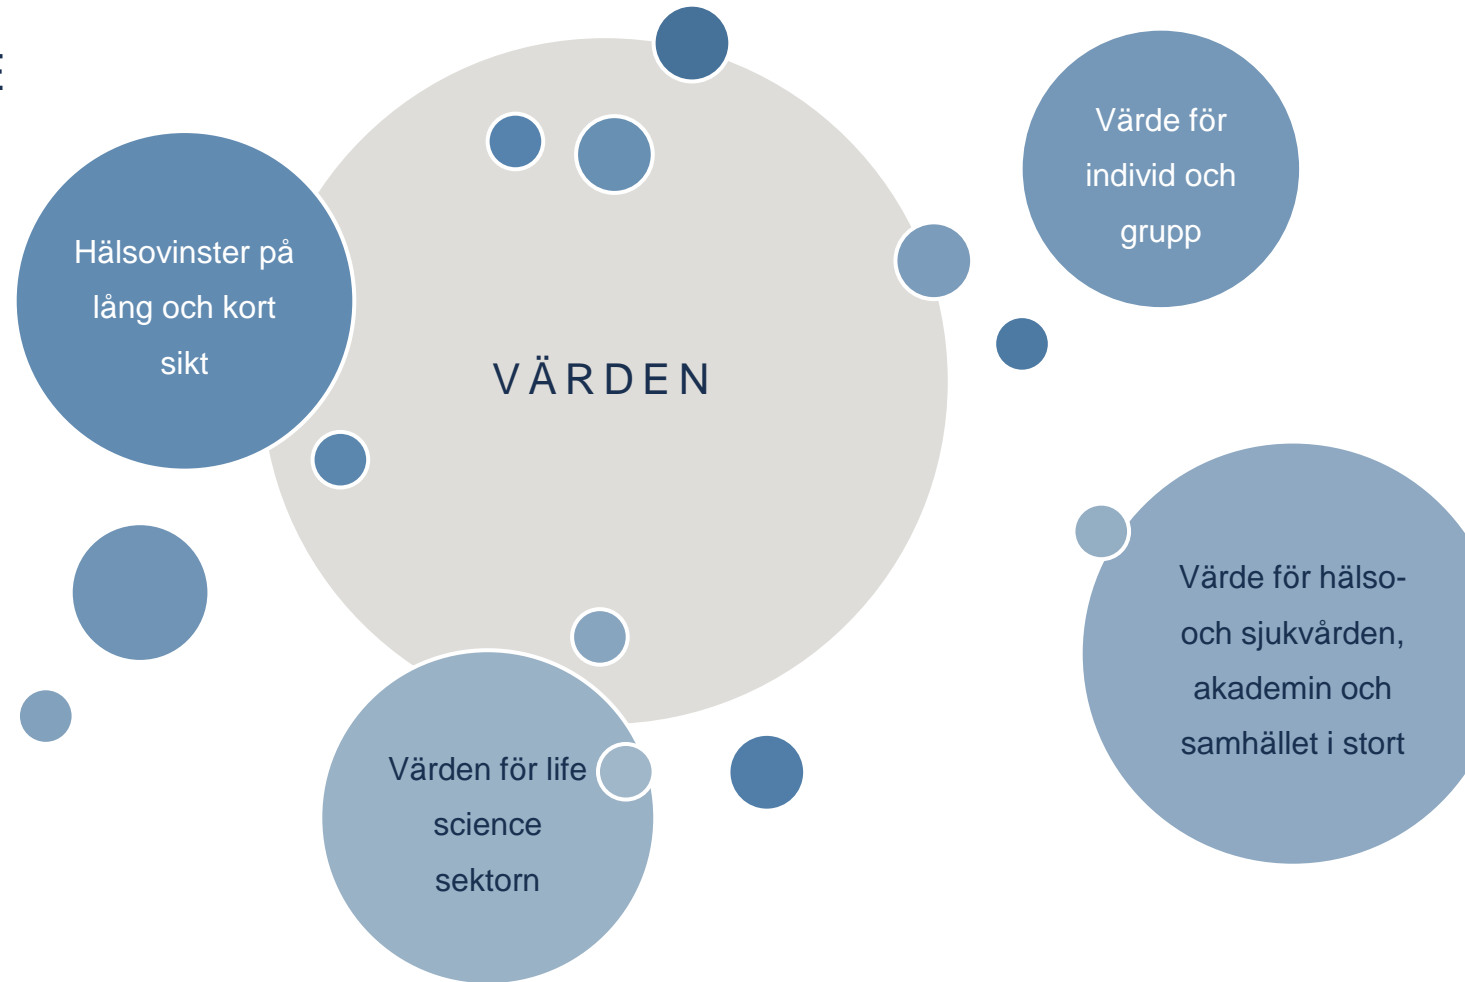 Värde för
individ och
grupp
Hälsovinster på
lång och kort
sikt
VÄRDEN
Värde för hälso-
och sjukvården,
akademin och
samhället i stort
Värden för life
science
sektorn